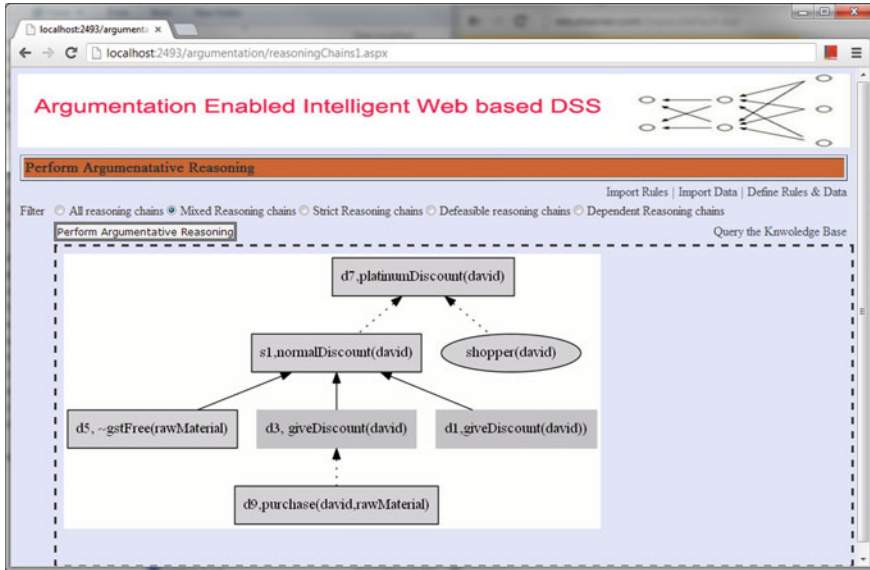 localhost:2493/argumenta
localhost:2493/argumentation/reasoningChains1.aspx
Argumentation Enabled Intelligent Web based DSS
Perform Argumenatative Reasoning
Import Rules | Import Data | Define Rules & Data
Filter All reasoning chains Mixed Reasoning chains Strict Reasoning chains Defeasible reasoning chains Dependent Reasoning chains
Perform Argumentative Reasoning
Query the Knwoledge Base
d7,platinumDiscount(david)
s1,normalDiscount(david)
shopper(david)
d5, ~gstFree(rawMaterial)
d3, giveDiscount(david)
d1,giveDiscount(david))
d9,purchase(david,rawMaterial)